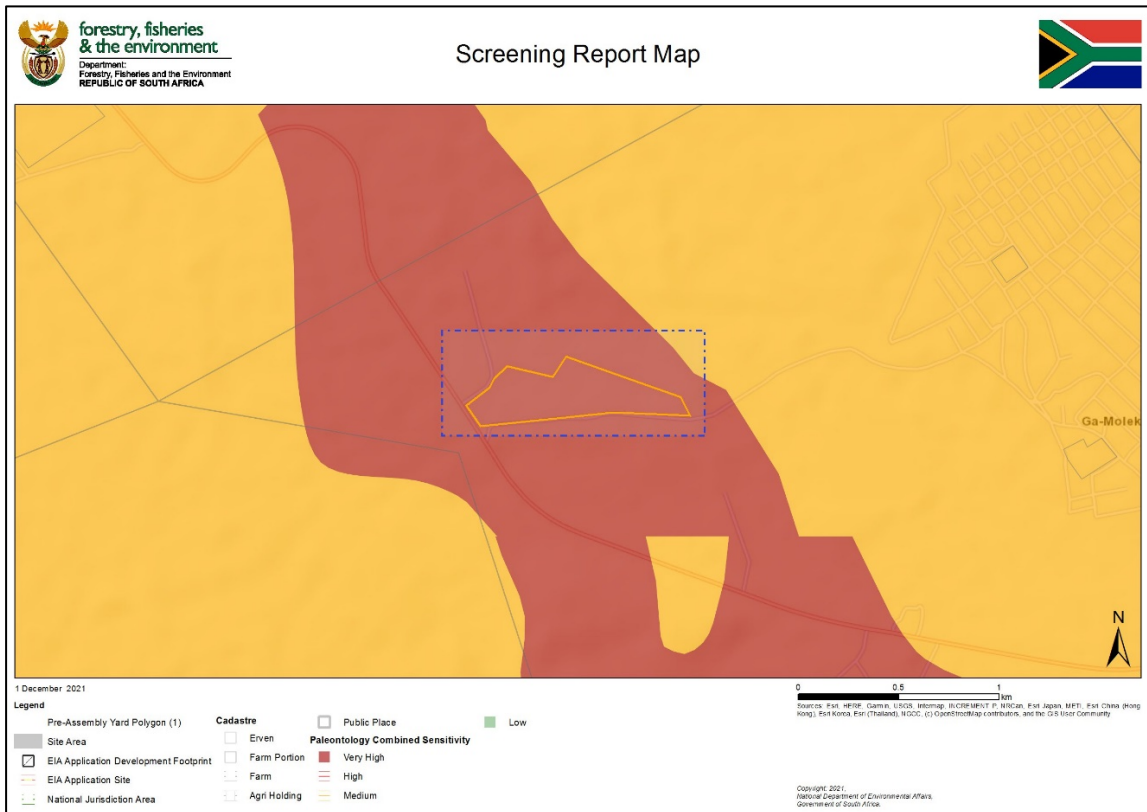 forestry, fisheries
& the environment
Department:
Forestry, Fisheries and the Environment
REPUBLIC OF SOUTH AFRICA
Screening Report Map
Ga-Molek
N
1 December 2021
Legend
Pre-Assembly Yard Polygon (1)
Site Area
EIA Application Development Footprint
EIA Application Site
National Jurisdiction Area
Cadastre
Erven
Farm Portion
Farm
Agri Holding
Public Place
Paleontology Combined Sensitivity
Very High
High
Medium
Low
0 0.5 1
km
Sources: Esri, HERE, Garmin, USGS, Intermap, INCREMENT P, NRCan, Esri Japan, METI, Esri China (Hong
Kong), Esri Korea, Esri (Thailand), NGCC, (c) OpenStreetMap contributors, and the GIS User Community
Copyright: 2021,
National Department of Environmental Affairs,
Government of South Africa.